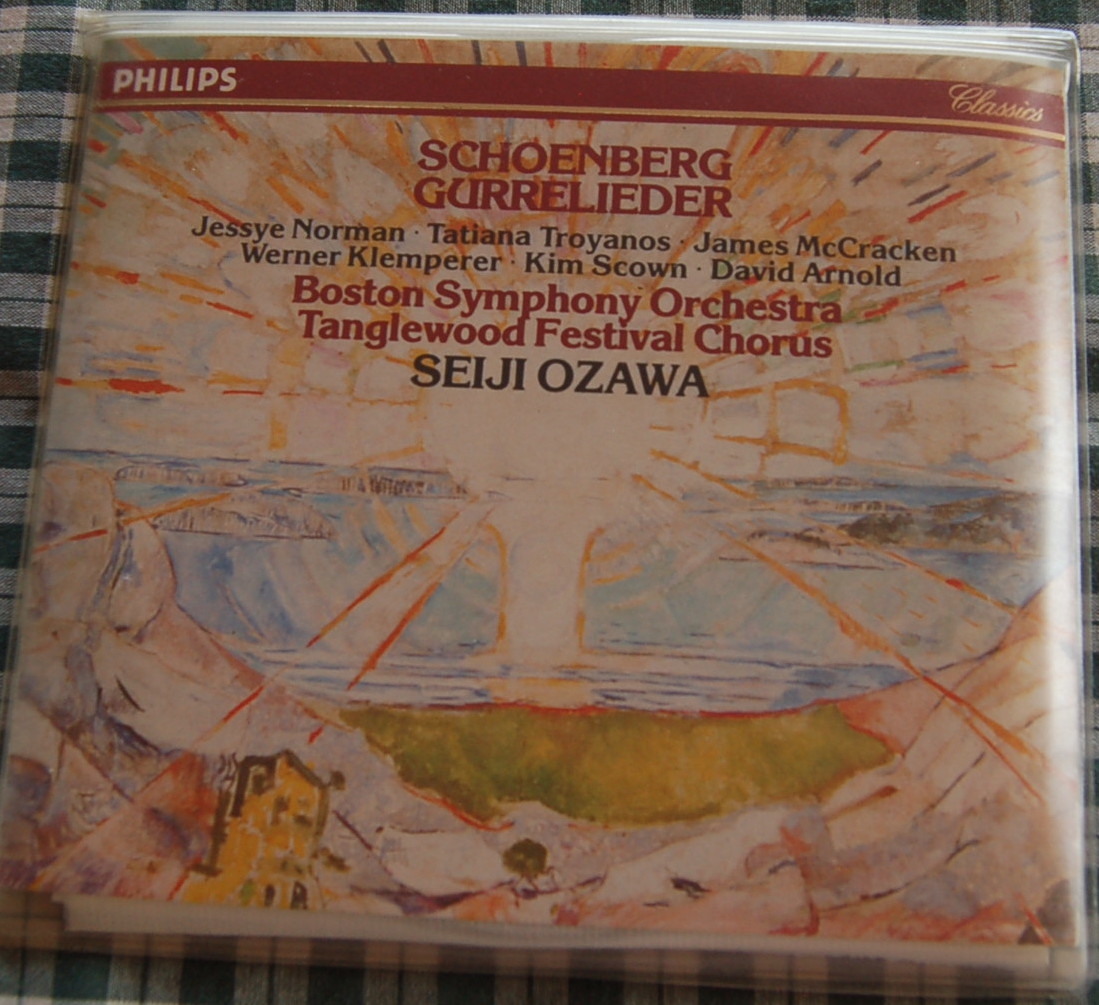 PHILIPS
Classics
SCHOENBERG
GURRELIEDER
Jessye Norman · Tatiana Troyanos · James McCracken
Werner Klemperer · Kim Scown · David Arnold
Boston Symphony Orchestra
Tanglewood Festival Chorus
SEIJI OZAWA